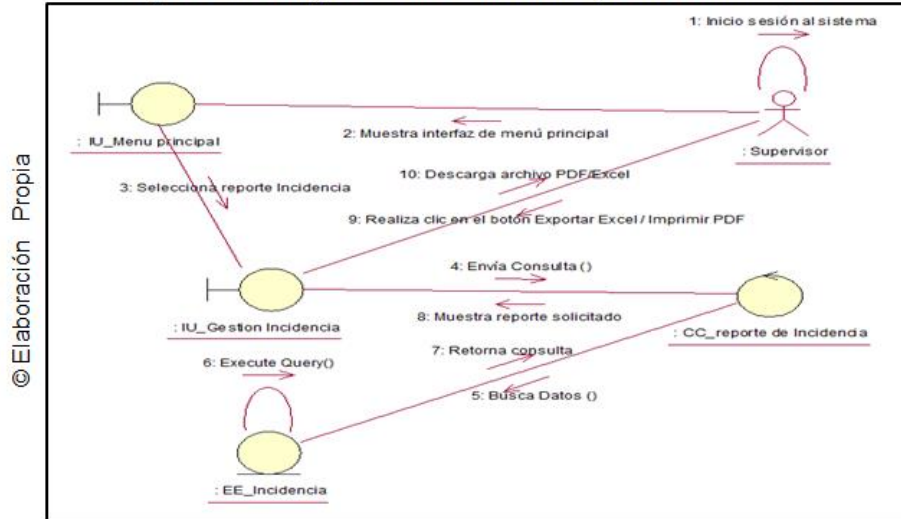 1: Inicio sesión al sistema
: IU_Menu principal
2: Muestra interfaz de menú principal
: Supervisor
3: Selecciona reporte Incidencia
10: Descarga archivo PDF/Excel
9: Realiza clic en el botón Exportar Excel / Imprimir PDF
4: Envía Consulta ()
: IU_Gestion Incidencia
8: Muestra reporte solicitado
: CC_reporte de Incidencia
6: Execute Query()
7: Retorna consulta
5: Busca Datos ()
: EE_Incidencia
© Elaboración Propia